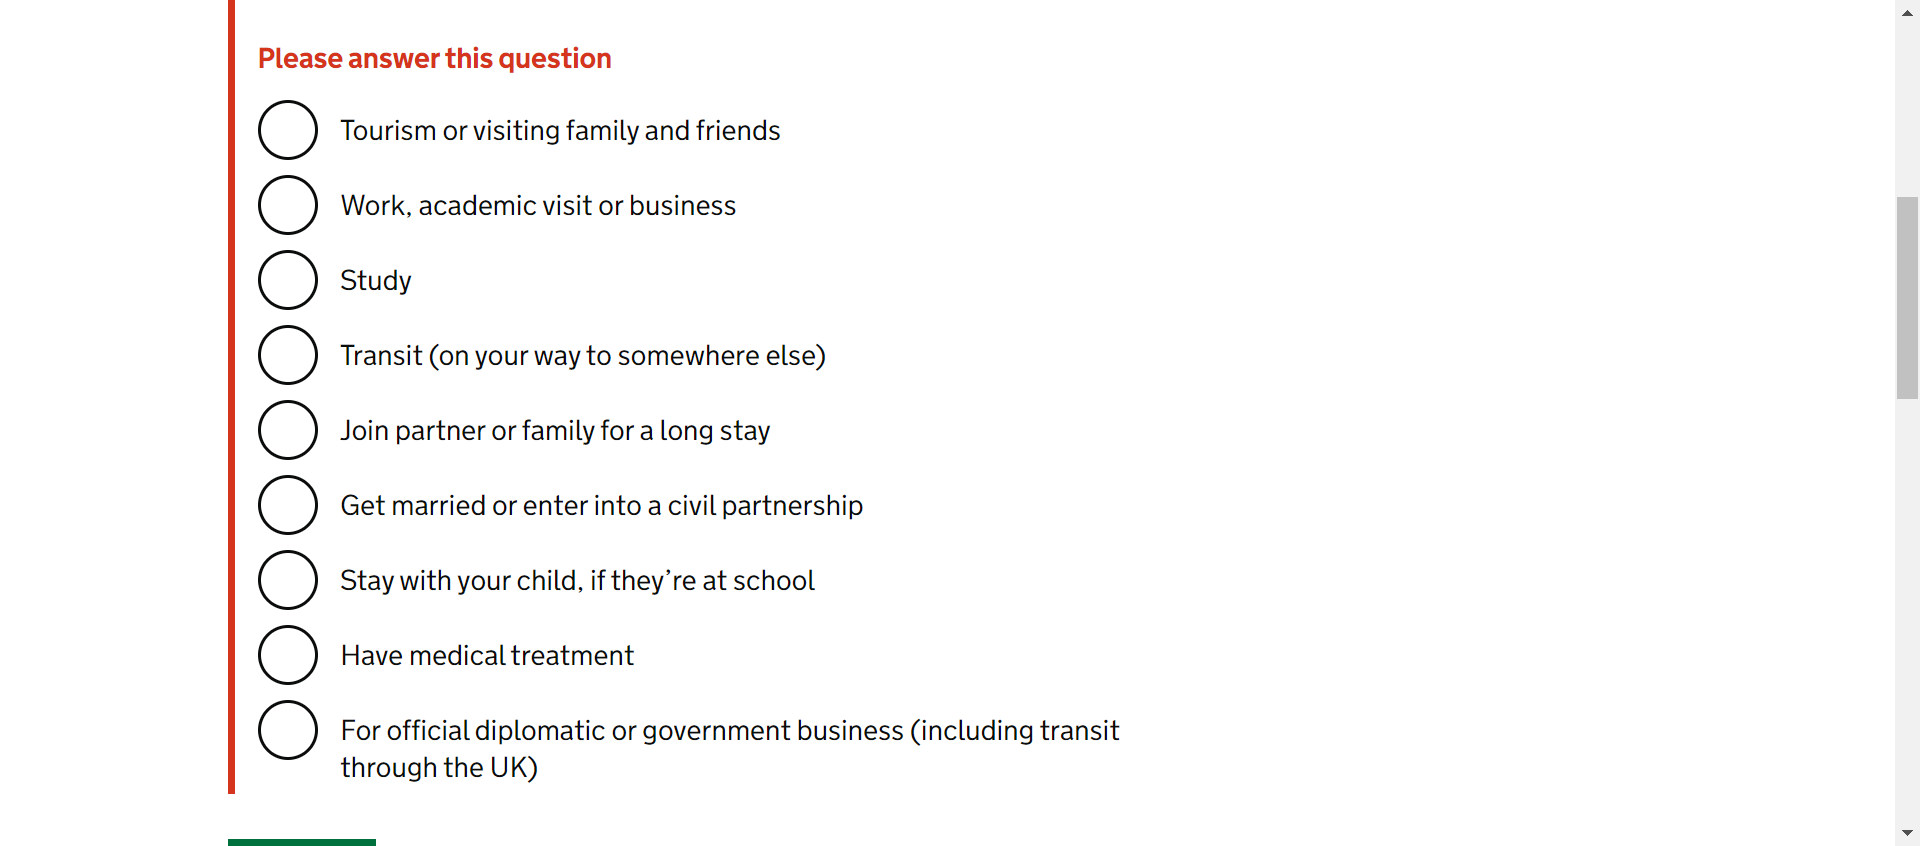 Please answer this question
Tourism or visiting family and friends
Work, academic visit or business
Study
Transit (on your way to somewhere else)
Join partner or family for a long stay
Get married or enter into a civil partnership
Stay with your child, if they’re at school
Have medical treatment
For official diplomatic or government business (including transit
through the UK)